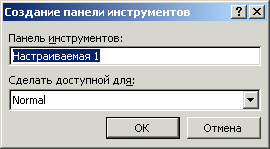 Создание панели инструментов
Панель инструментов:
Настраиваемая 1
Сделать доступной для:
Normal
OK
Отмена